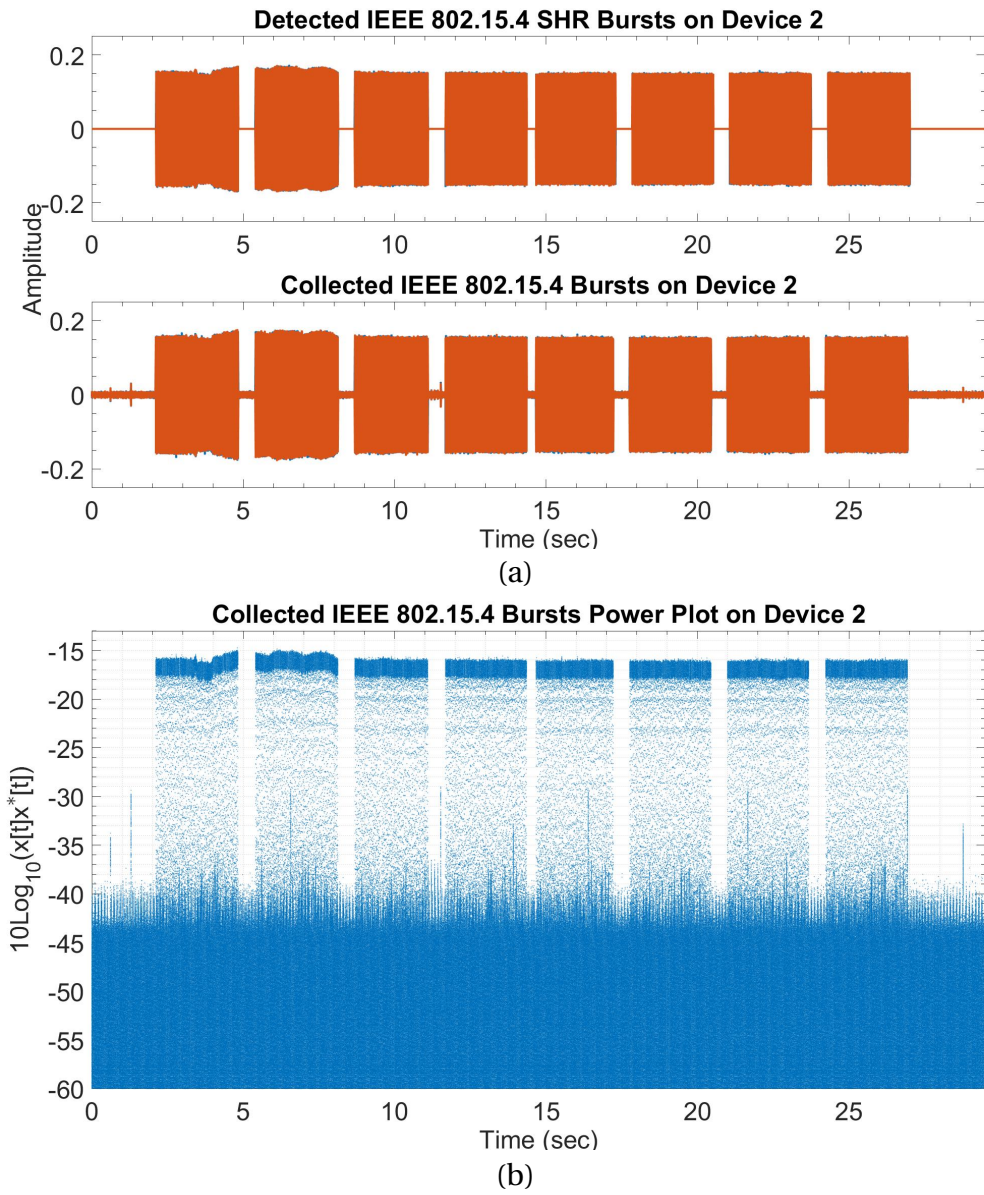 Detected IEEE 802.15.4 SHR Bursts on Device 2
0.2
0
-0.2
0 5 10 15 20 25
Amplitude
Collected IEEE 802.15.4 Bursts on Device 2
0.2
0
-0.2
0 5 10 15 20 25
Time (sec)
(a)
Collected IEEE 802.15.4 Bursts Power Plot on Device 2
-15
-20
-25
-30
-35
-40
-45
-50
-55
-60
10Log10(x[t]x*[t])
0 5 10 15 20 25
Time (sec)
(b)